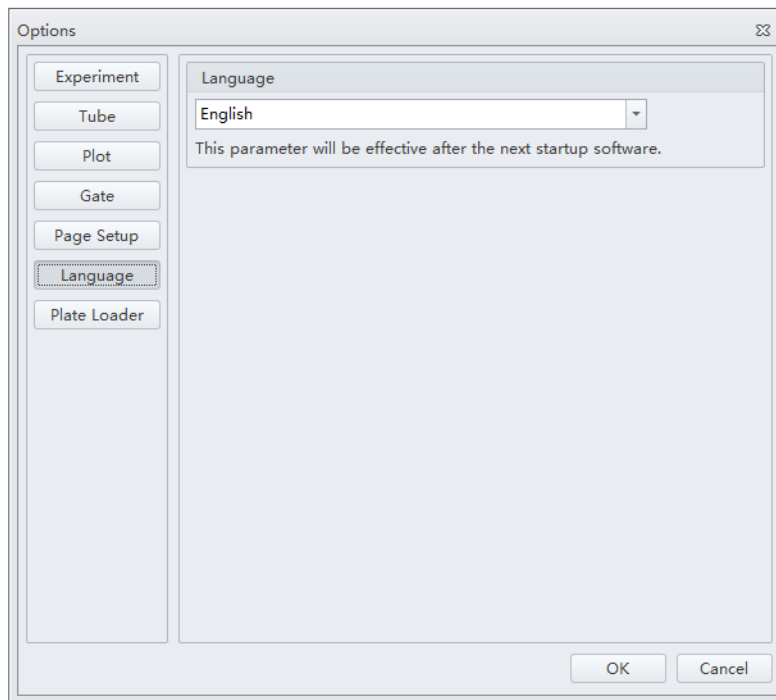 Options
Experiment
Tube
Plot
Gate
Page Setup
Language
Plate Loader
Language
English
This parameter will be effective after the next startup software.
OK
Cancel